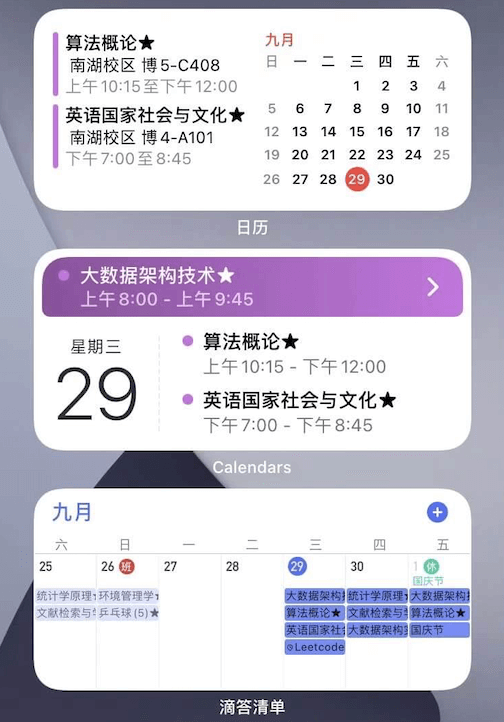 算法概论★
南湖校区 博5-C408
上午10:15至下午12:00
英语国家社会与文化★
南湖校区 博4-A101
下午7:00至8:45
九月
日 一 二 三 四 五 六
1 2 3 4
5 6 7 8 9 10 11
12 13 14 15 16 17 18
19 20 21 22 23 24 25
26 27 28 29 30
日历
大数据架构技术★
上午8:00 - 上午9:45
星期三
29
算法概论★
上午10:15 - 下午12:00
英语国家社会与文化★
下午7:00 - 下午8:45
Calendars
九月
六 日 一 二 三 四 五
25 26 班 27 28 29 30 1 休
国庆节
统计学原理★ 环境管理学★ 大数据架构 统计学原理★ 大数据架构
文献检索与 乒乓球(5)★ 算法概论★ 文献检索与 算法概论★
英语国家社会 大数据架构 国庆节
Leetcode
滴答清单